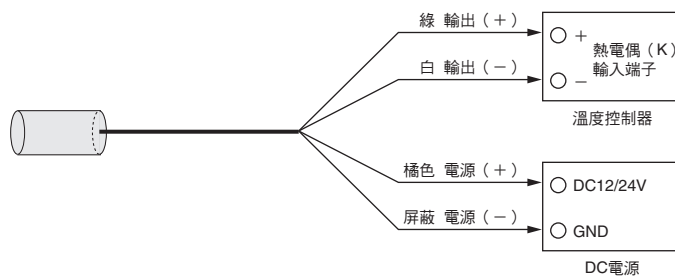 綠 輸出（＋）
白 輸出（－）
＋
－
熱電偶（K）
輸入端子
溫度控制器
橘色 電源（＋）
屏蔽 電源（－）
DC12/24V
GND
DC電源